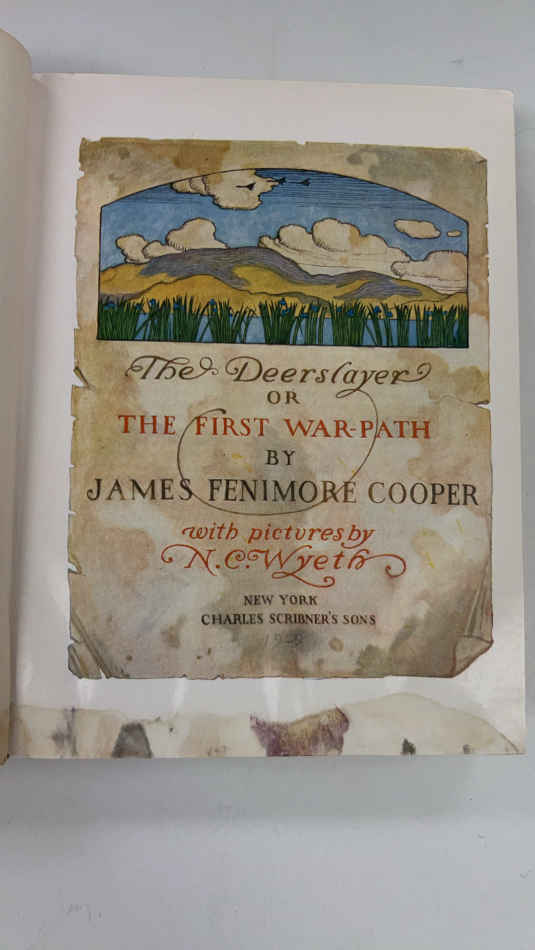 The Deerslayer
OR
THE FIRST WAR-PATH
BY
JAMES FENIMORE COOPER
with pictures by
N.C. Wyeth
NEW YORK
CHARLES SCRIBNER'S SONS